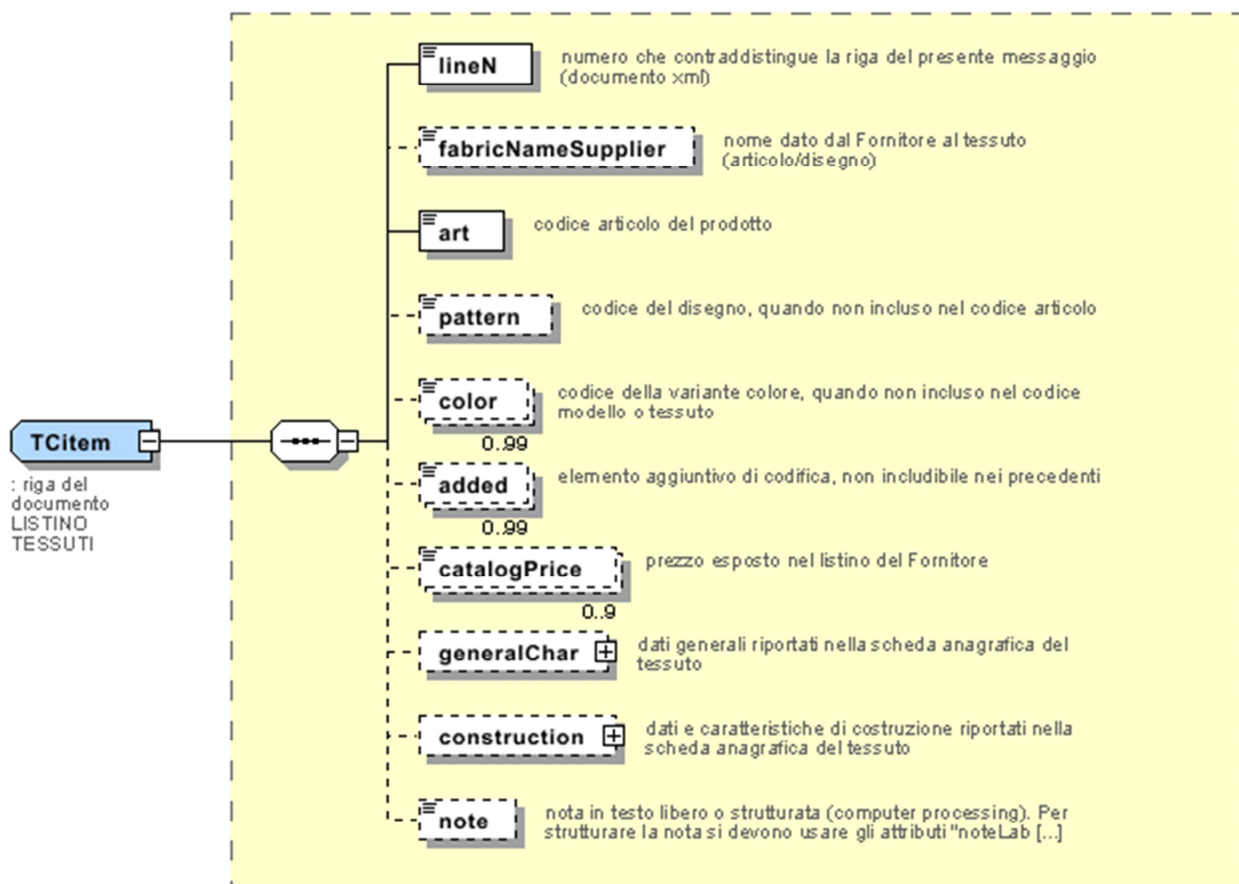 lineN
numero che contraddistingue la riga del presente messaggio
(documento xml)
fabricNameSupplier
nome dato dal Fornitore al tessuto
(articolo/disegno)
art
codice articolo del prodotto
pattern
codice del disegno, quando non incluso nel codice articolo
color
0..99
codice della variante colore, quando non incluso nel codice
modello o tessuto
TCitem
: riga del
documento
LISTINO
TESSUTI
added
0..99
elemento aggiuntivo di codifica, non includibile nei precedenti
catalogPrice
0..9
prezzo esposto nel listino del Fornitore
generalChar
dati generali riportati nella scheda anagrafica del
tessuto
construction
dati e caratteristiche di costruzione riportati nella
scheda anagrafica del tessuto
note
nota in testo libero o strutturata (computer processing). Per
strutturare la nota si devono usare gli attributi "noteLab [...]